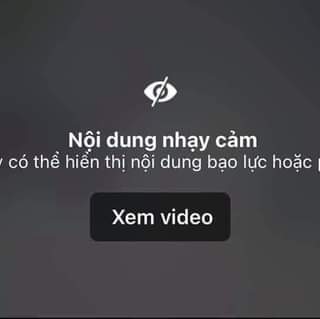 Nội dung nhạy cảm
có thể hiển thị nội dung bạo lực hoặc
Xem video